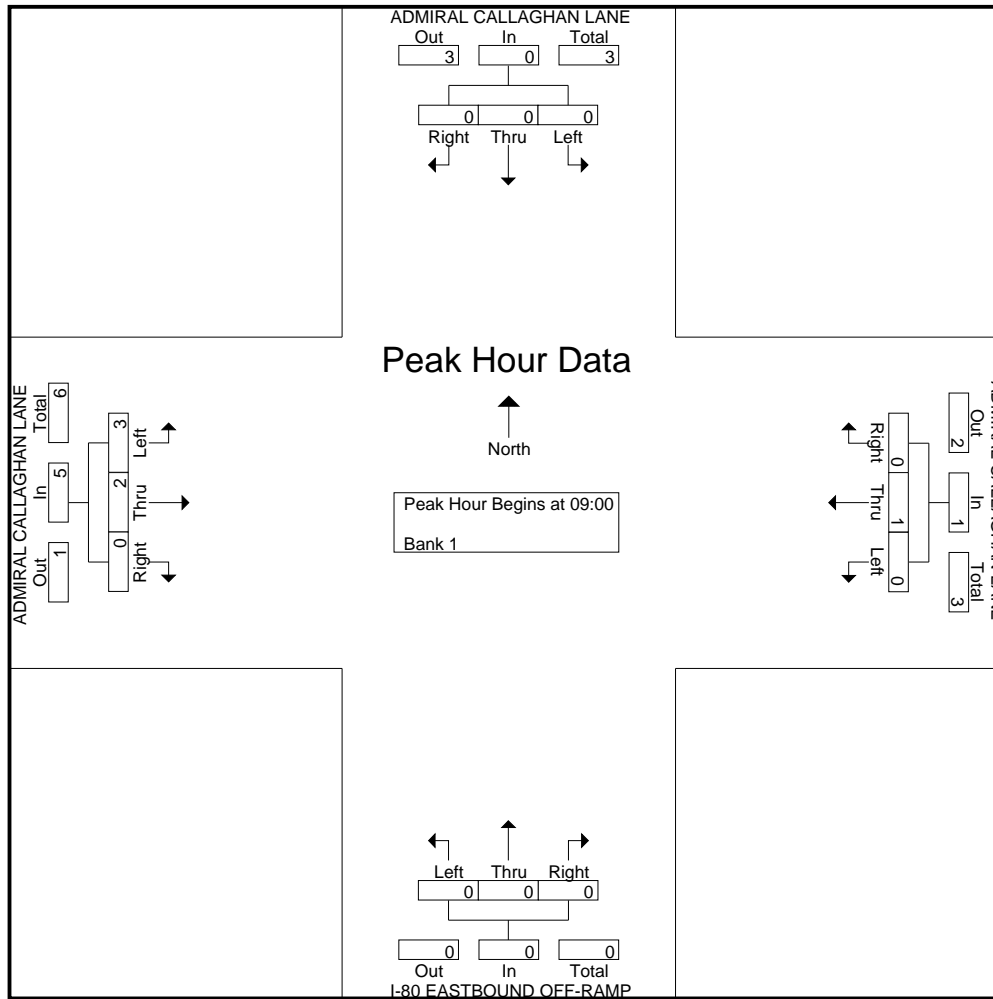 ADMIRAL CALLAGHAN LANE
Out In Total
3 0 3
0 0 0
Right Thru Left
Peak Hour Data
North
Peak Hour Begins at 09:00
Bank 1
ADMIRAL CALLAGHAN LANE
Out In Total
1 5 6
0 2 3
Right Thru Left
Out In Total
2 1 3
0 1 0
Right Thru Left
Left Thru Right
0 0 0
0 0 0
Out In Total
I-80 EASTBOUND OFF-RAMP